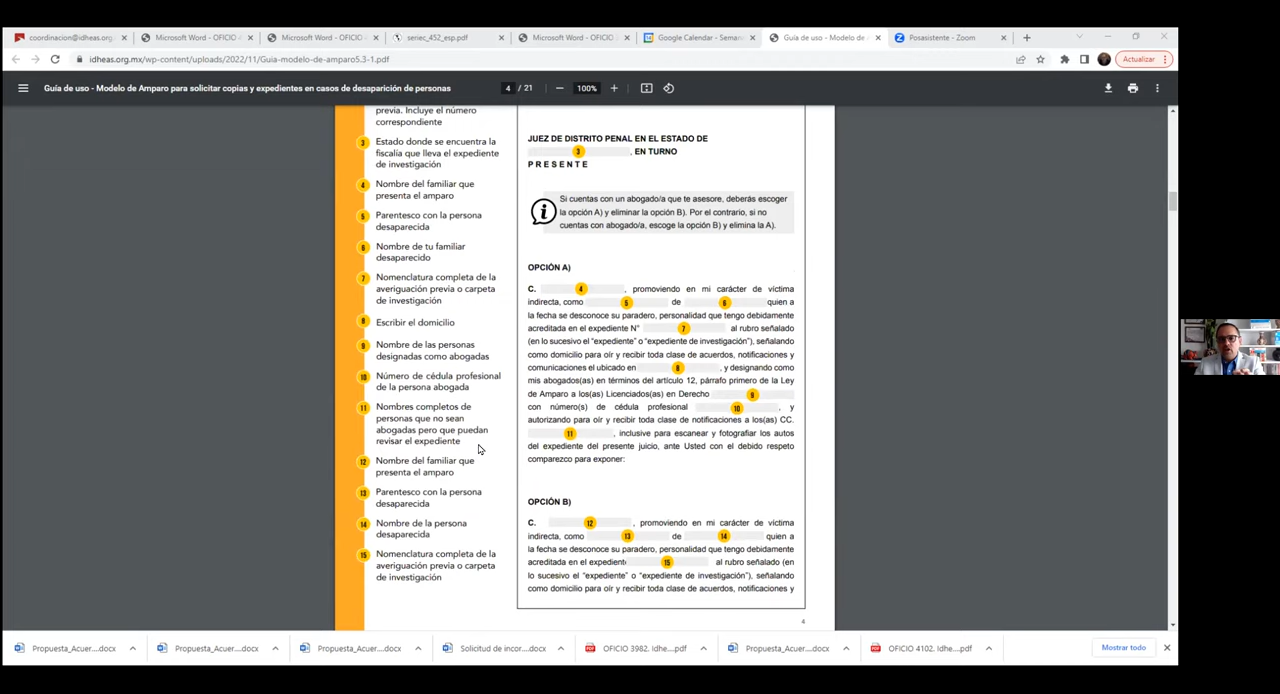 coordinacion@idheas.org.
Microsoft Word - OFICIO 4
Microsoft Word - OFICIO 4
seriec_452_esp.pdf
Microsoft Word - OFICIO
Google Calendar - Seman
Guía de uso - Modelo de
Posasistente - Zoom
idheas.org.mx/wp-content/uploads/2022/11/Guia-modelo-de-amparo5.3-1.pdf
Actualizar
Guía de uso - Modelo de Amparo para solicitar copias y expedientes en casos de desaparición de personas
4 / 21
100%
previa. Incluye el número
correspondiente
3 Estado donde se encuentra la
fiscalía que lleva el expediente
de investigación
4 Nombre del familiar que
presenta el amparo
5 Parentesco con la persona
desaparecida
6 Nombre de tu familiar
desaparecido
7 Nomenclatura completa de la
averiguación previa o carpeta
de investigación
8 Escribir el domicilio
9 Nombre de las personas
designadas como abogadas
10 Número de cédula profesional
de la persona abogada
11 Nombres completos de
personas que no sean
abogadas pero que puedan
revisar el expediente
12 Nombre del familiar que
presenta el amparo
13 Parentesco con la persona
desaparecida
14 Nombre de la persona
desaparecida
15 Nomenclatura completa de la
averiguación previa o carpeta
de investigación
JUEZ DE DISTRITO PENAL EN EL ESTADO DE
3 , EN TURNO
P R E S E N T E
Si cuentas con un abogado/a que te asesore, deberás escoger
la opción A) y eliminar la opción B). Por el contrario, si no
cuentas con abogado/a, escoge la opción B) y elimina la A).
OPCIÓN A)
C. 4 , promoviendo en mi carácter de víctima
indirecta, como 5 de 6 quien a
la fecha se desconoce su paradero, personalidad que tengo debidamente
acreditada en el expediente N° 7 al rubro señalado
(en lo sucesivo el “expediente” o “expediente de investigación”), señalando
como domicilio para oír y recibir toda clase de acuerdos, notificaciones y
comunicaciones el ubicado en 8 , y designando como
mis abogados(as) en términos del artículo 12, párrafo primero de la Ley
de Amparo a los(as) Licenciados(as) en Derecho 9
con número(s) de cédula profesional 10 , y
autorizando para oír y recibir toda clase de notificaciones a los(as) CC.
11 , inclusive para escanear y fotografiar los autos
del expediente del presente juicio, ante Usted con el debido respeto
comparezco para exponer:
OPCIÓN B)
C. 12 , promoviendo en mi carácter de víctima
indirecta, como 13 de 14 quien a
la fecha se desconoce su paradero, personalidad que tengo debidamente
acreditada en el expediente 15 al rubro señalado (en
lo sucesivo el “expediente” o “expediente de investigación”), señalando
como domicilio para oír y recibir toda clase de acuerdos, notificaciones y
4
Propuesta_Acuer....docx
Propuesta_Acuer....docx
Propuesta_Acuer....docx
Solicitud de incor....docx
OFICIO 3982. Idhe....pdf
Propuesta_Acuer....docx
OFICIO 4102. Idhe....pdf
Mostrar todo